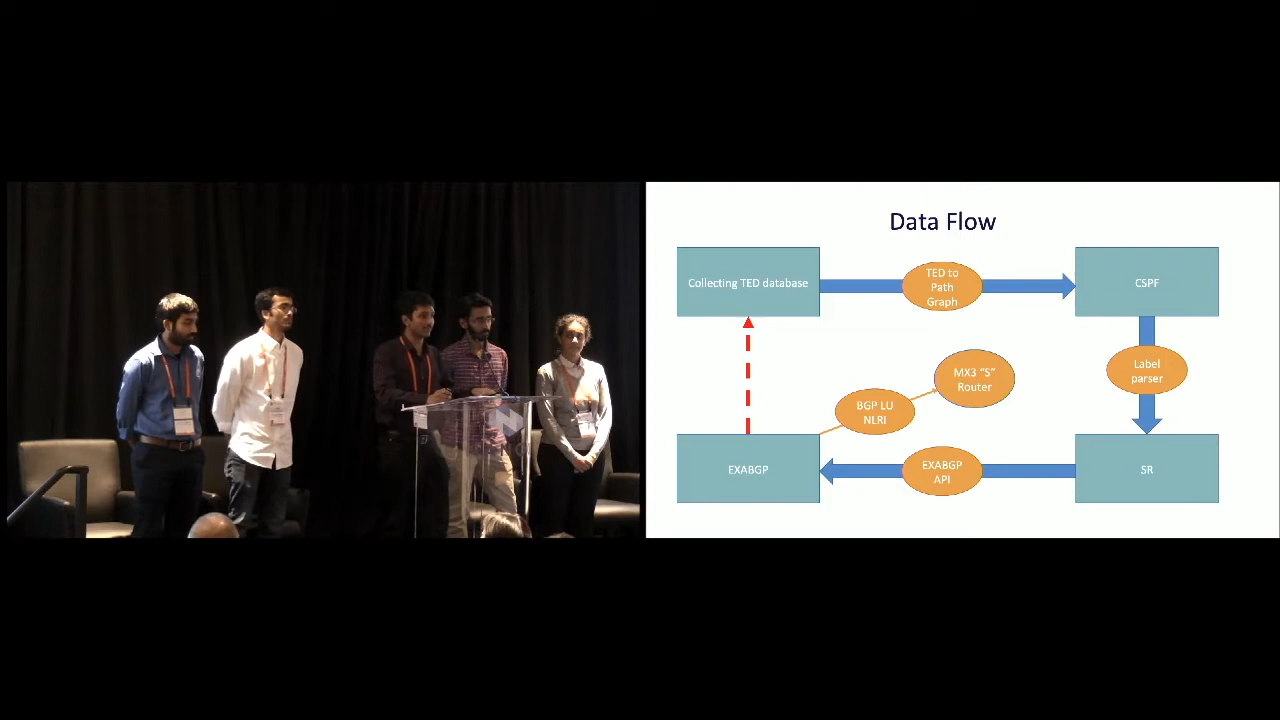 Data Flow
Collecting TED database
TED to
Path
Graph
CSPF
Label
parser
MX3 "S"
Router
BGP LU
NLRI
EXABGP
EXABGP
API
SR
N